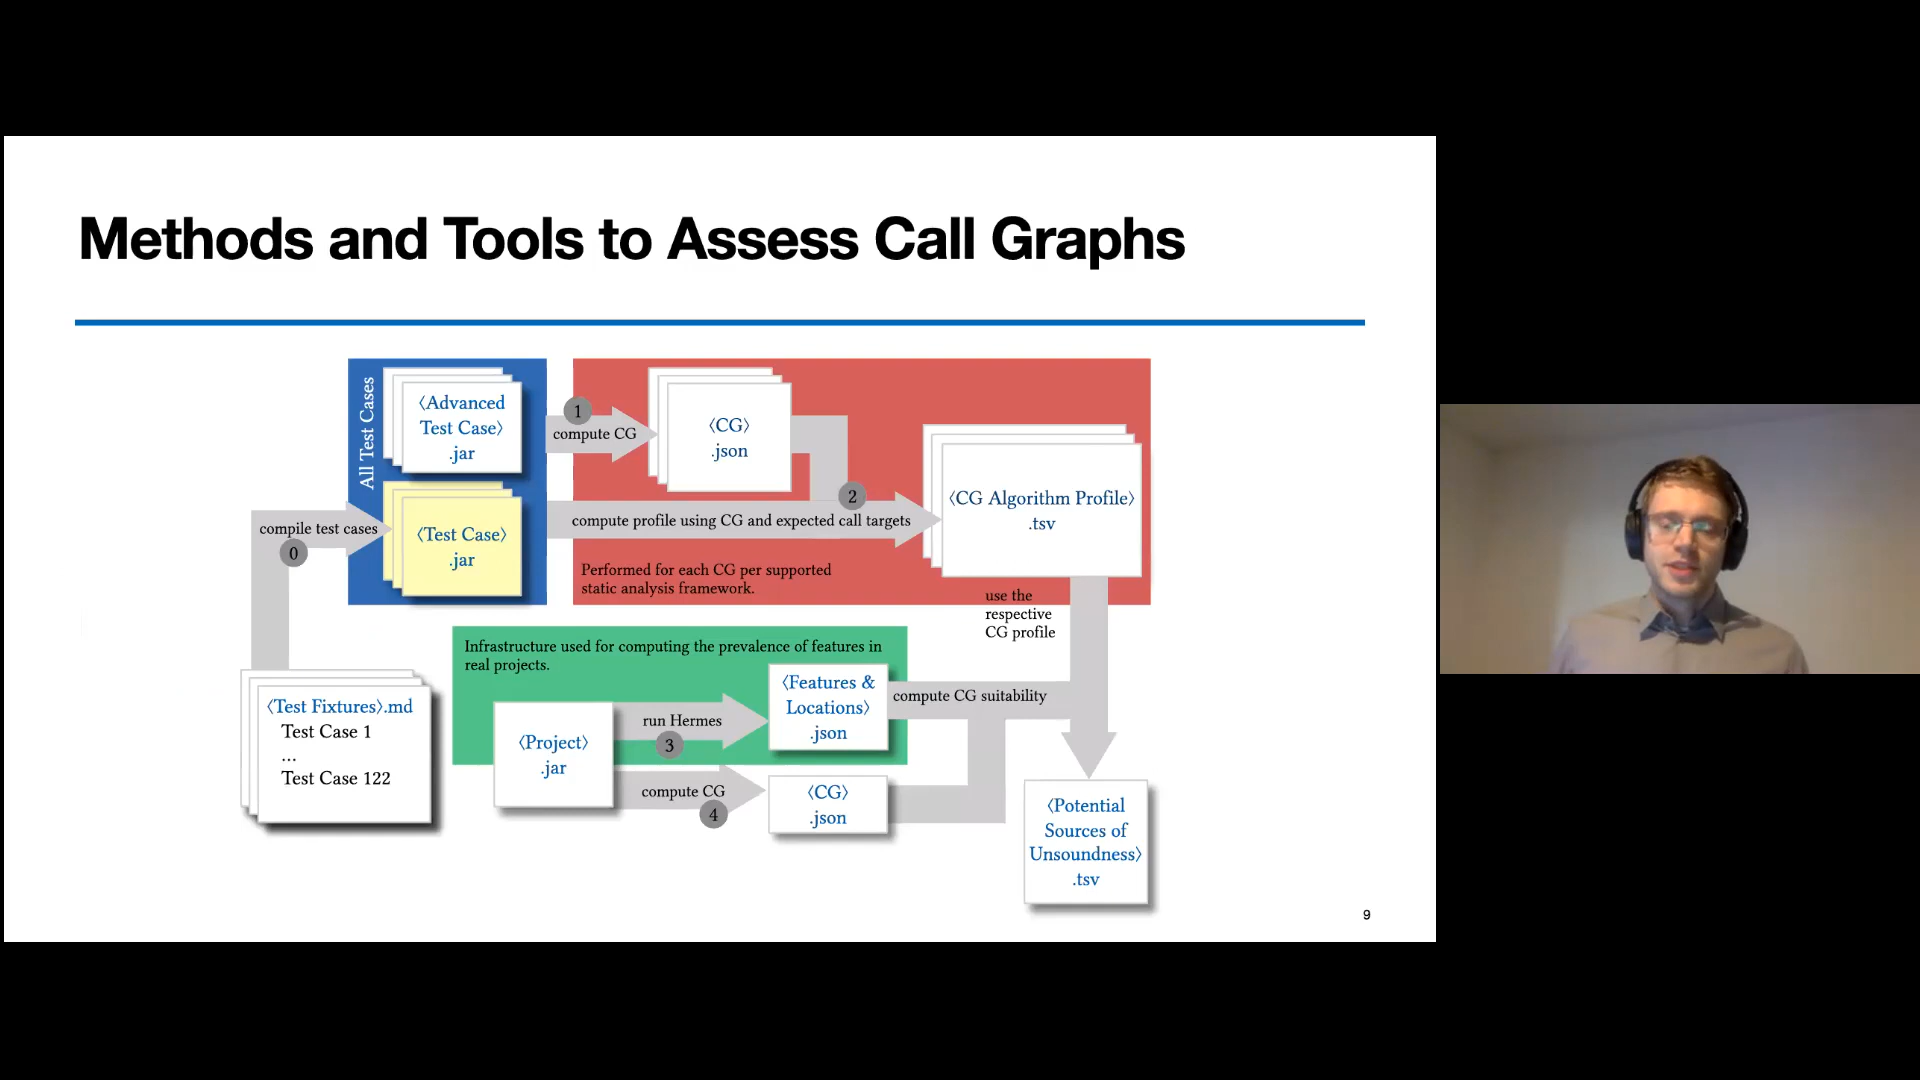 Methods and Tools to Assess Call Graphs
All Test Cases
⟨Advanced
Test Case⟩
.jar
1
compute CG
⟨CG⟩
.json
2
compute profile using CG and expected call targets
⟨CG Algorithm Profile⟩
.tsv
compile test cases
0
⟨Test Case⟩
.jar
Performed for each CG per supported
static analysis framework.
use the
respective
CG profile
Infrastructure used for computing the prevalence of features in
real projects.
⟨Test Fixtures⟩.md
Test Case 1
...
Test Case 122
⟨Project⟩
.jar
run Hermes
3
⟨Features &
Locations⟩
.json
compute CG suitability
compute CG
4
⟨CG⟩
.json
⟨Potential
Sources of
Unsoundness⟩
.tsv
9